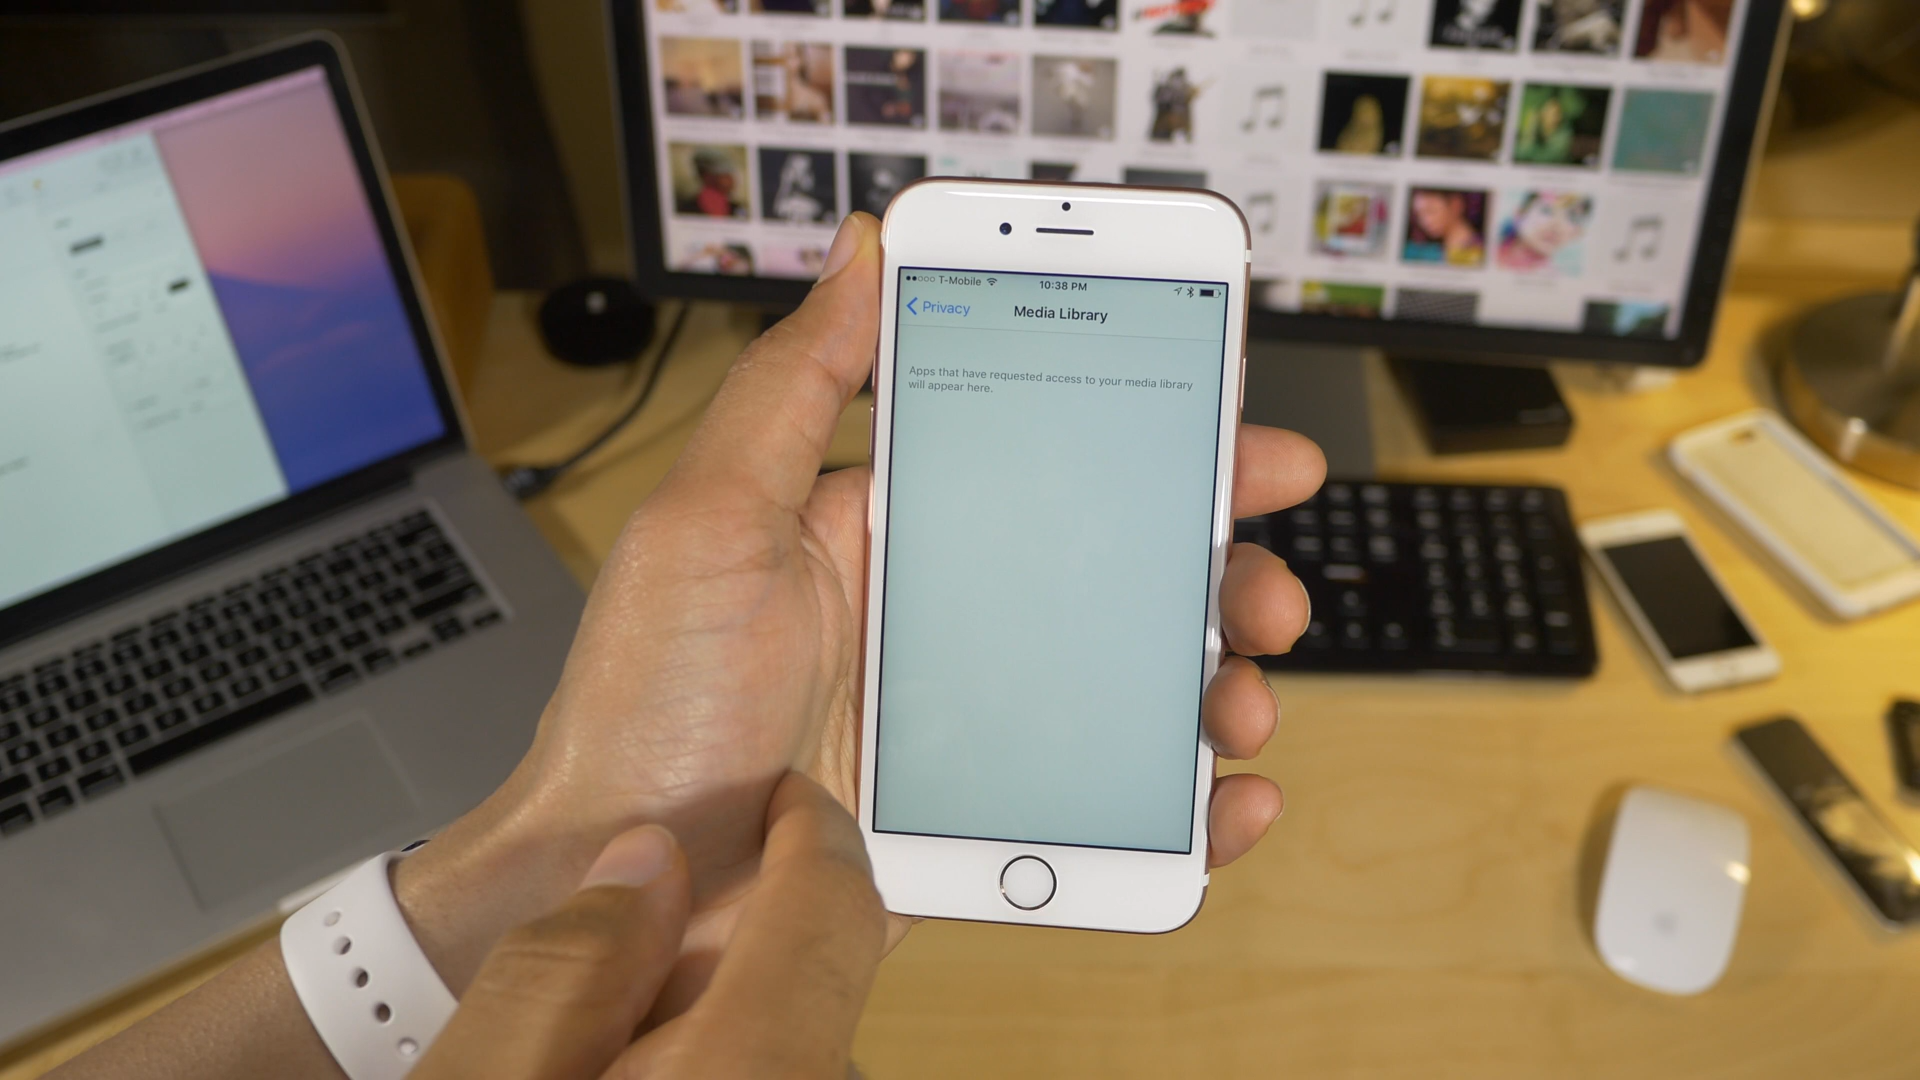 T-Mobile 10:38 PM
Privacy Media Library
Apps that have requested access to your media library
will appear here.